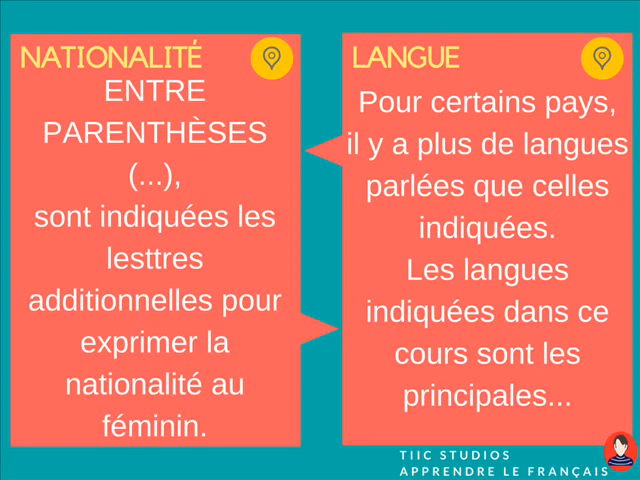 NATIONALITÉ
ENTRE
PARENTHÈSES
(...),
sont indiquées les
lesttres
additionnelles pour
exprimer la
nationalité au
féminin.
LANGUE
Pour certains pays,
il y a plus de langues
parlées que celles
indiquées.
Les langues
indiquées dans ce
cours sont les
principales...
TIIC STUDIOS
APPRENDRE LE FRANÇAIS